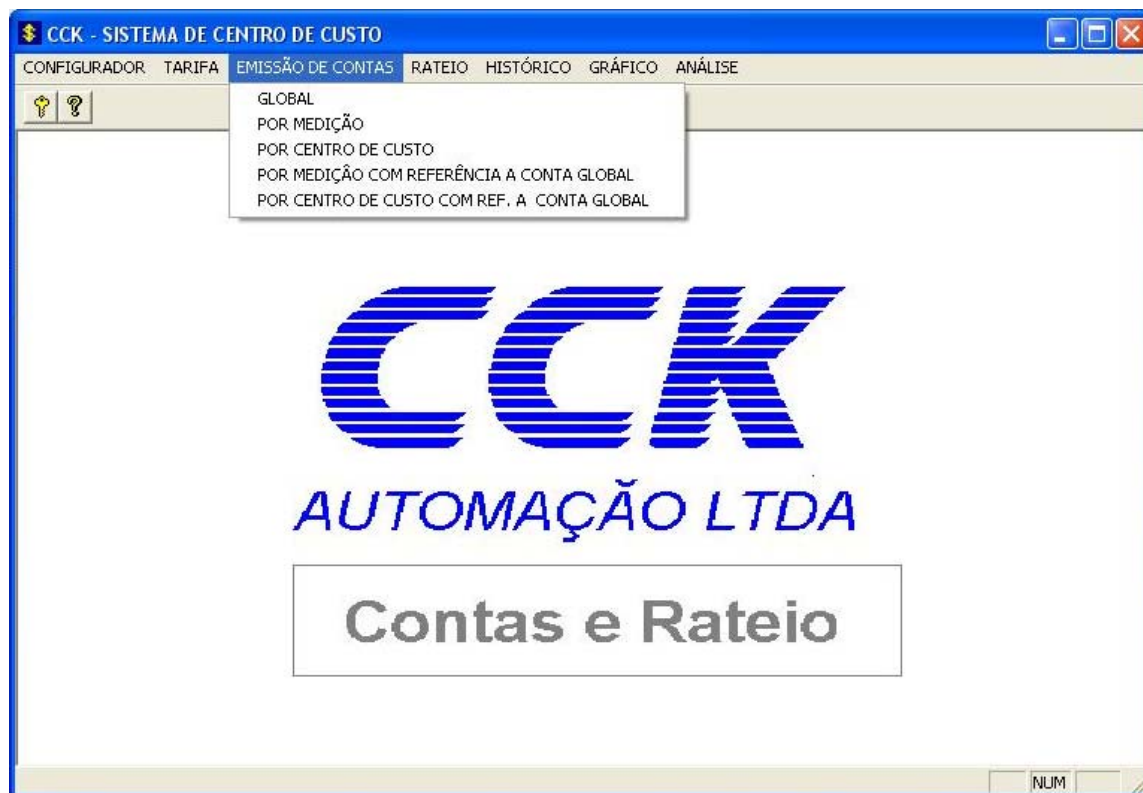 CCK - SISTEMA DE CENTRO DE CUSTO
CONFIGURADOR TARIFA EMISSÃO DE CONTAS RATEIO HISTÓRICO GRÁFICO ANÁLISE
GLOBAL
POR MEDIÇÃO
POR CENTRO DE CUSTO
POR MEDIÇÂO COM REFERÊNCIA A CONTA GLOBAL
POR CENTRO DE CUSTO COM REF. A CONTA GLOBAL
CCK
AUTOMAÇÃO LTDA
Contas e Rateio
NUM